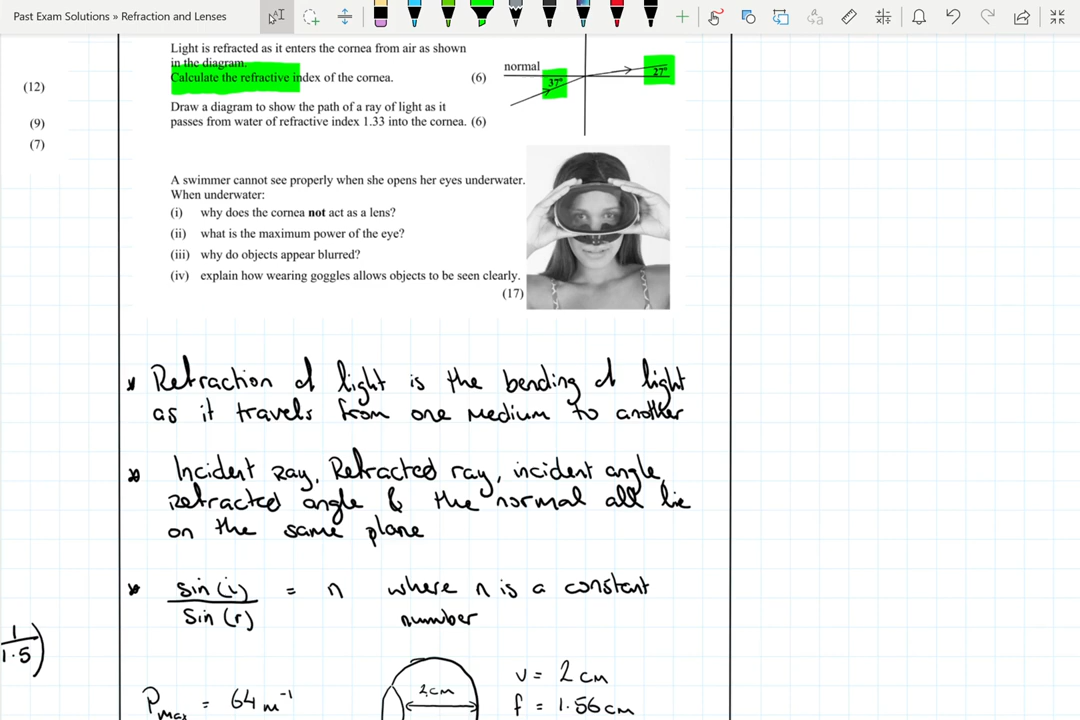 Past Exam Solutions » Refraction and Lenses
Light is refracted as it enters the cornea from air as shown
in the diagram.
Calculate the refractive index of the cornea. (6)
normal
37°
27°
Draw a diagram to show the path of a ray of light as it
passes from water of refractive index 1.33 into the cornea. (6)
(12)
(9)
(7)
A swimmer cannot see properly when she opens her eyes underwater.
When underwater:
(i) why does the cornea not act as a lens?
(ii) what is the maximum power of the eye?
(iii) why do objects appear blurred?
(iv) explain how wearing goggles allows objects to be seen clearly.
(17)
* Refraction of light is the bending of light
as it travels from one medium to another
* Incident Ray, Refracted ray, incident angle,
refracted angle & the normal all lie
on the same plane
* Sin(i) = n where n is a constant
Sin(r) number
1
1.5)
Pmax = 64 m⁻¹
2cm
v = 2 cm
f = 1.56 cm